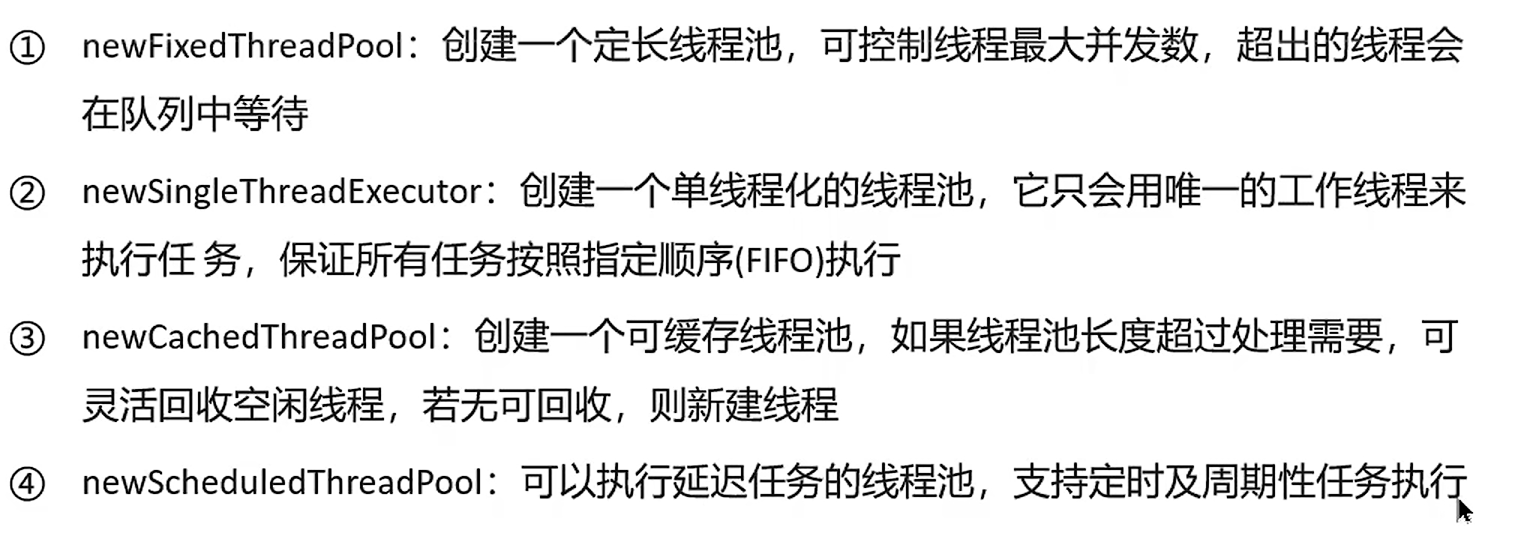 ① newFixedThreadPool：创建一个定长线程池，可控制线程最大并发数，超出的线程会
在队列中等待
② newSingleThreadExecutor：创建一个单线程化的线程池，它只会用唯一的工作线程来
执行任 务，保证所有任务按照指定顺序(FIFO)执行
③ newCachedThreadPool：创建一个可缓存线程池，如果线程池长度超过处理需要，可
灵活回收空闲线程，若无可回收，则新建线程
④ newScheduledThreadPool：可以执行延迟任务的线程池，支持定时及周期性任务执行